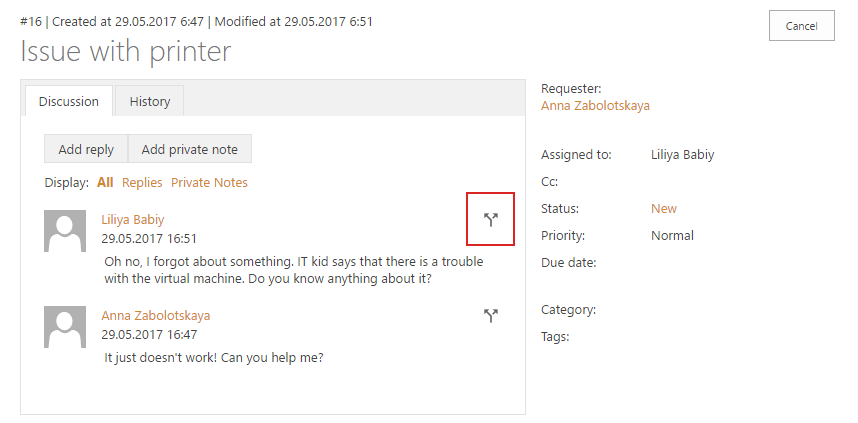 #16 | Created at 29.05.2017 6:47 | Modified at 29.05.2017 6:51
Cancel
Issue with printer
Discussion
History
Add reply
Add private note
Display: All Replies Private Notes
Liliya Babiy
29.05.2017 16:51
Oh no, I forgot about something. IT kid says that there is a trouble
with the virtual machine. Do you know anything about it?
Anna Zabolotskaya
29.05.2017 16:47
It just doesn't work! Can you help me?
Requester:
Anna Zabolotskaya
Assigned to: Liliya Babiy
Cc:
Status: New
Priority: Normal
Due date:
Category:
Tags: